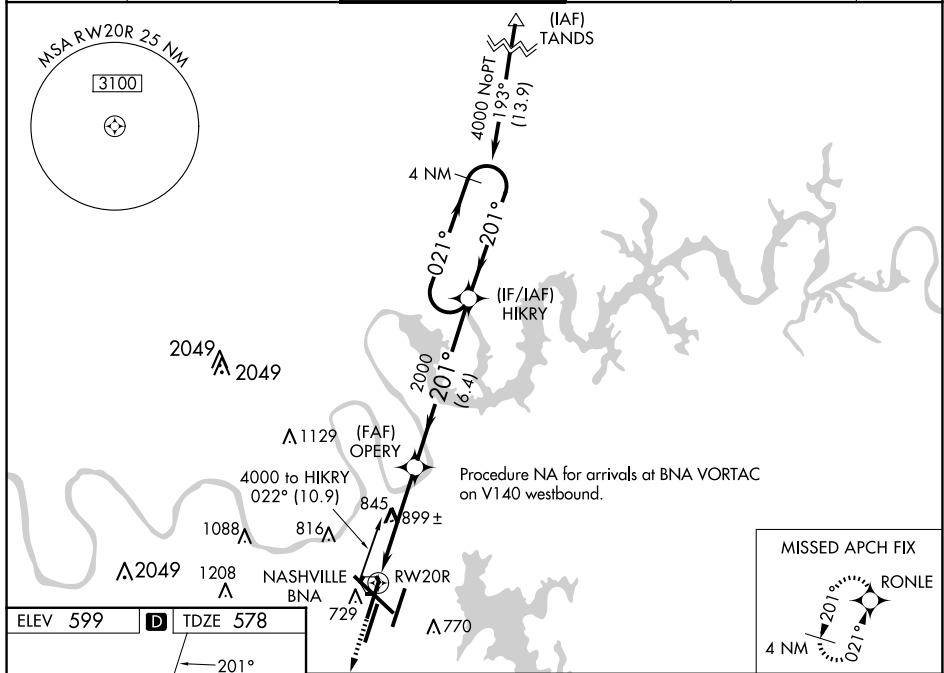 MSA RW20R 25 NM
3100
(IAF)
TANDS
4000 NoPT
193°
(13.9)
4 NM
021°
201°
(IF/IAF)
HIKRY
2000
201°
(6.4)
2049
2049
1129
(FAF)
OPERY
Procedure NA for arrivals at BNA VORTAC
on V140 westbound.
4000 to HIKRY
022° (10.9)
845
899 ±
1088
816
2049
1208
NASHVILLE
BNA
RW20R
729
770
MISSED APCH FIX
RONLE
201°
021°
4 NM
ELEV 599
D
TDZE 578
201°